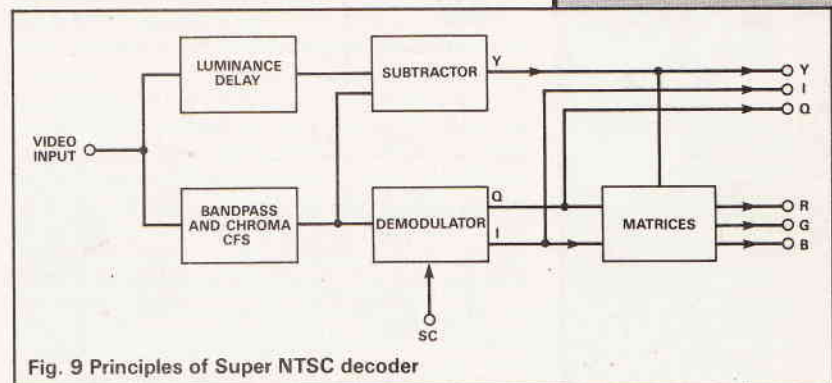 LUMINANCE
DELAY
SUBTRACTOR
Y
Y
I
Q
VIDEO
INPUT
BANDPASS
AND CHROMA
CFS
DEMODULATOR
Q
I
MATRICES
R
G
B
SC
Fig. 9 Principles of Super NTSC decoder